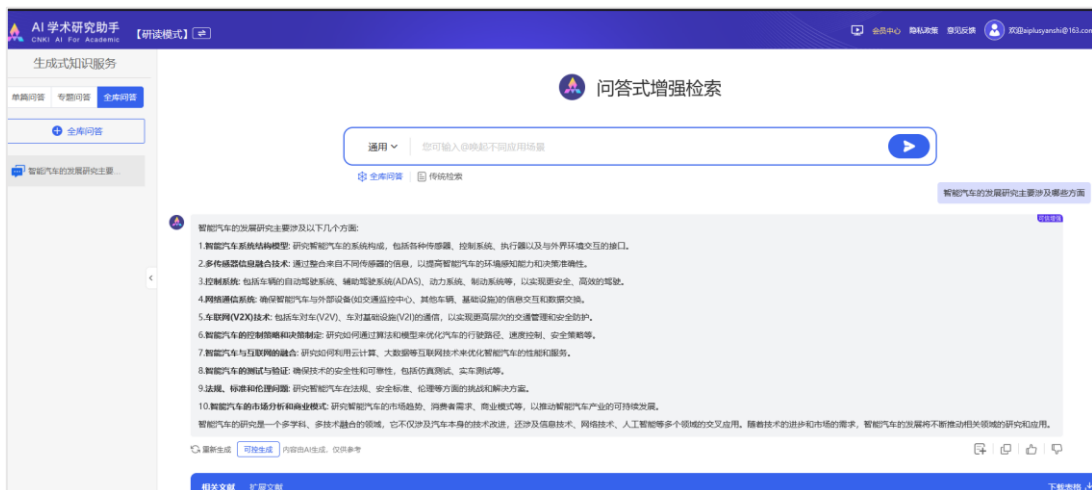 AI 学术研究助手
CNKI AI For Academic
【研读模式】
会员中心 隐私政策 意见反馈 欢迎aiplusyanshi@163.com
生成式知识服务
单篇问答 专题问答 全库问答
全库问答
智能汽车的发展研究主要...
问答式增强检索
通用 您可输入@唤起不同应用场景
全库问答 传统检索
智能汽车的发展研究主要涉及哪些方面
可信增强
智能汽车的发展研究主要涉及以下几个方面:
1.智能汽车系统结构模型: 研究智能汽车的系统构成，包括各种传感器、控制系统、执行器以及与外界环境交互的接口。
2.多传感器信息融合技术: 通过整合来自不同传感器的信息，以提高智能汽车的环境感知能力和决策准确性。
3.控制系统: 包括车辆的自动驾驶系统、辅助驾驶系统(ADAS)、动力系统、制动系统等，以实现更安全、高效的驾驶。
4.网络通信系统: 确保智能汽车与外部设备(如交通监控中心、其他车辆、基础设施)的信息交互和数据交换。
5.车联网(V2X)技术: 包括车对车(V2V)、车对基础设施(V2I)的通信，以实现更高层次的交通管理和安全防护。
6.智能汽车的控制策略和决策制定: 研究如何通过算法和模型来优化汽车的行驶路径、速度控制、安全策略等。
7.智能汽车与互联网的融合: 研究如何利用云计算、大数据等互联网技术来优化智能汽车的性能和服务。
8.智能汽车的测试与验证: 确保技术的安全性和可靠性，包括仿真测试、实车测试等。
9.法规、标准和伦理问题: 研究智能汽车在法规、安全标准、伦理等方面的挑战和解决方案。
10.智能汽车的市场分析和商业模式: 研究智能汽车的市场趋势、消费者需求、商业模式等，以推动智能汽车产业的可持续发展。
智能汽车的研究是一个多学科、多技术融合的领域，它不仅涉及汽车本身的技术改进，还涉及信息技术、网络技术、人工智能等多个领域的交叉应用。随着技术的进步和市场的需求，智能汽车的发展将不断推动相关领域的研究和应用。
重新生成 可控生成 内容由AI生成，仅供参考
相关文献 扩展文献 下载表格